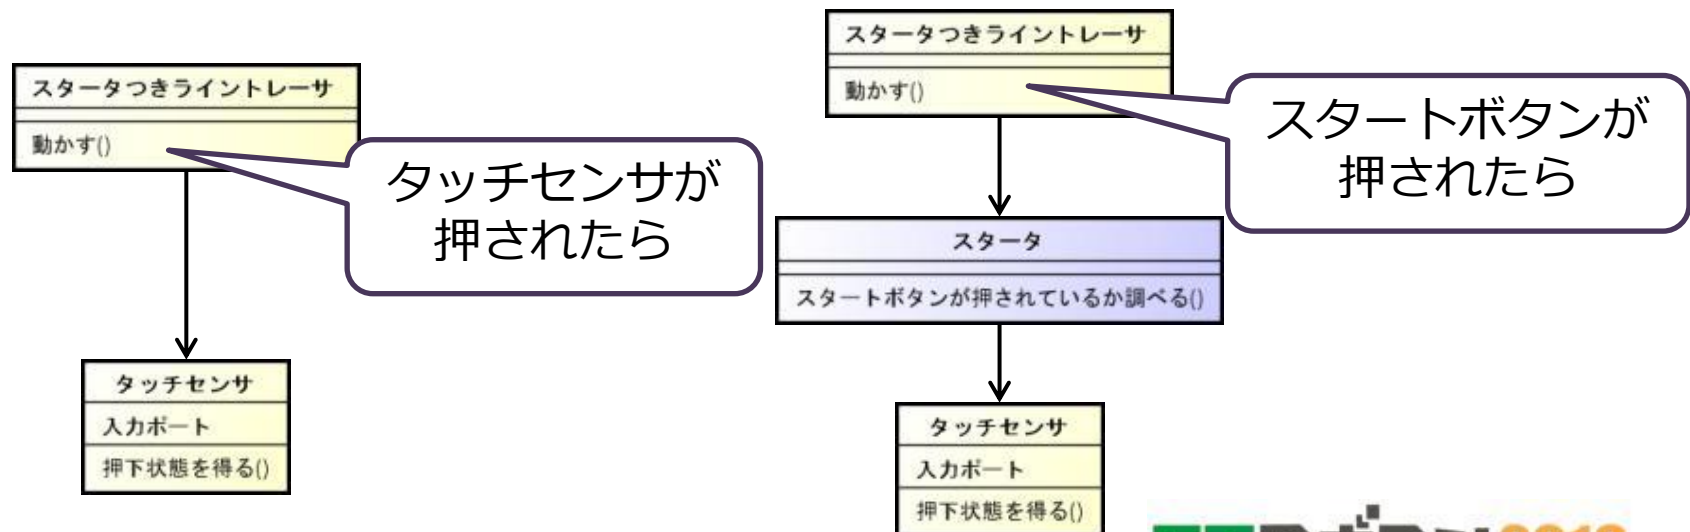 スタータつきライントレーサ
動かす()
タッチセンサが
押されたら
タッチセンサ
入力ポート
押下状態を得る()
スタータつきライントレーサ
動かす()
スタートボタンが
押されたら
スタータ
スタートボタンが押されているか調べる()
タッチセンサ
入力ポート
押下状態を得る()